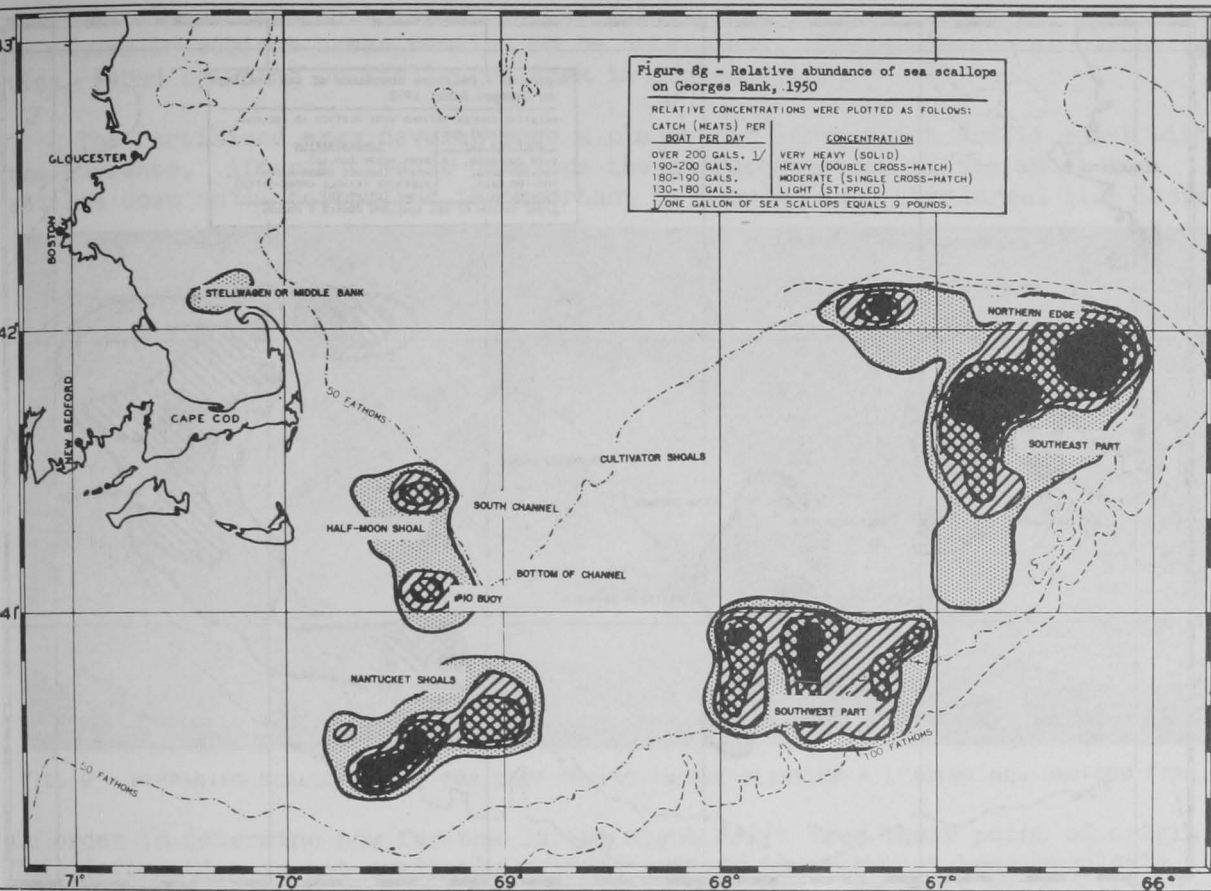 43°
Figure 8g - Relative abundance of sea scallops
on Georges Bank, 1950
RELATIVE CONCENTRATIONS WERE PLOTTED AS FOLLOWS:
CATCH (MEATS) PER
BOAT PER DAY CONCENTRATION
OVER 200 GALS. 1/ VERY HEAVY (SOLID)
190-200 GALS. HEAVY (DOUBLE CROSS-HATCH)
180-190 GALS. MODERATE (SINGLE CROSS-HATCH)
130-180 GALS. LIGHT (STIPPLED)
1/ONE GALLON OF SEA SCALLOPS EQUALS 9 POUNDS.
GLOUCESTER
BOSTON
STELLWAGEN OR MIDDLE BANK
42°
NORTHERN EDGE
50 FATHOMS
NEW BEDFORD
CAPE COD
SOUTHEAST PART
CULTIVATOR SHOALS
SOUTH CHANNEL
HALF-MOON SHOAL
BOTTOM OF CHANNEL
#10 BUOY
41°
NANTUCKET SHOALS
SOUTHWEST PART
100 FATHOMS
50 FATHOMS
71° 70° 69° 68° 67° 66°